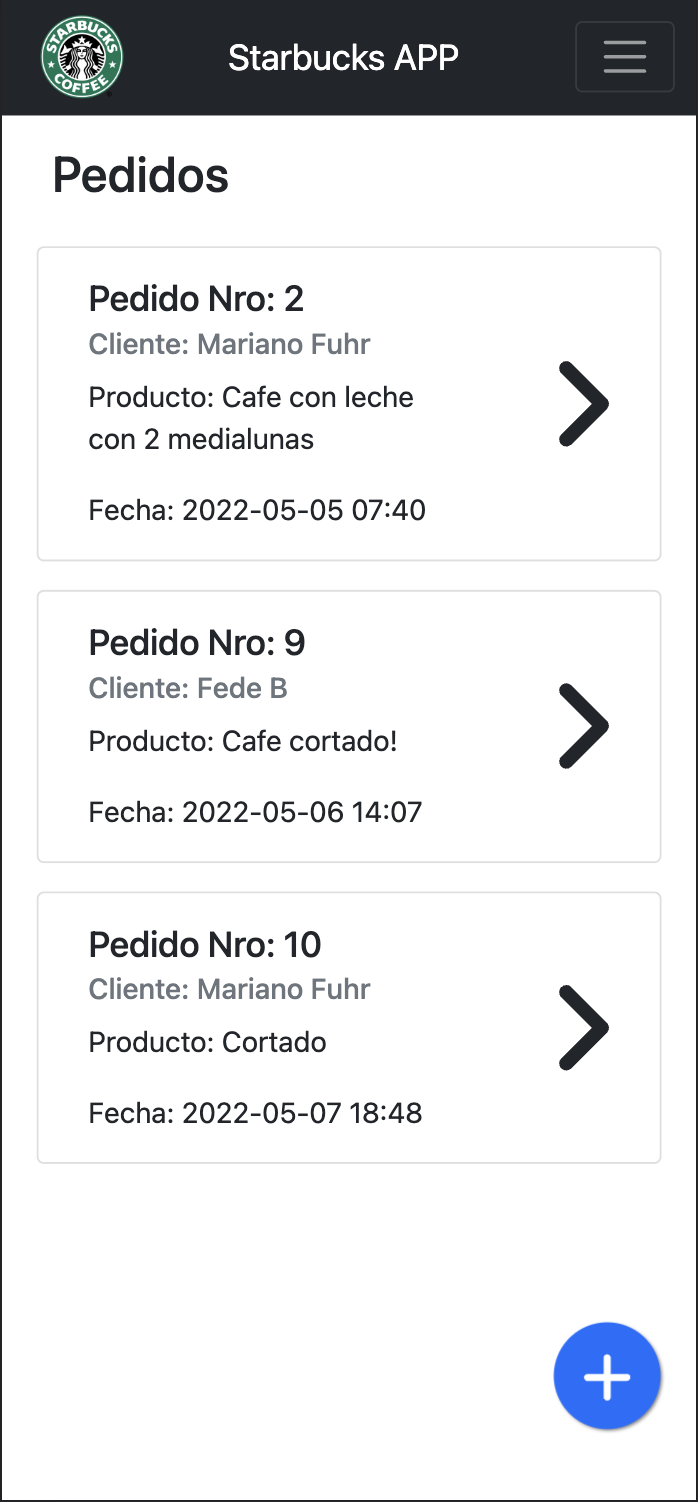 STARBUCKS
COFFEE
Starbucks APP
Pedidos
Pedido Nro: 2
Cliente: Mariano Fuhr
Producto: Cafe con leche
con 2 medialunas
Fecha: 2022-05-05 07:40
Pedido Nro: 9
Cliente: Fede B
Producto: Cafe cortado!
Fecha: 2022-05-06 14:07
Pedido Nro: 10
Cliente: Mariano Fuhr
Producto: Cortado
Fecha: 2022-05-07 18:48